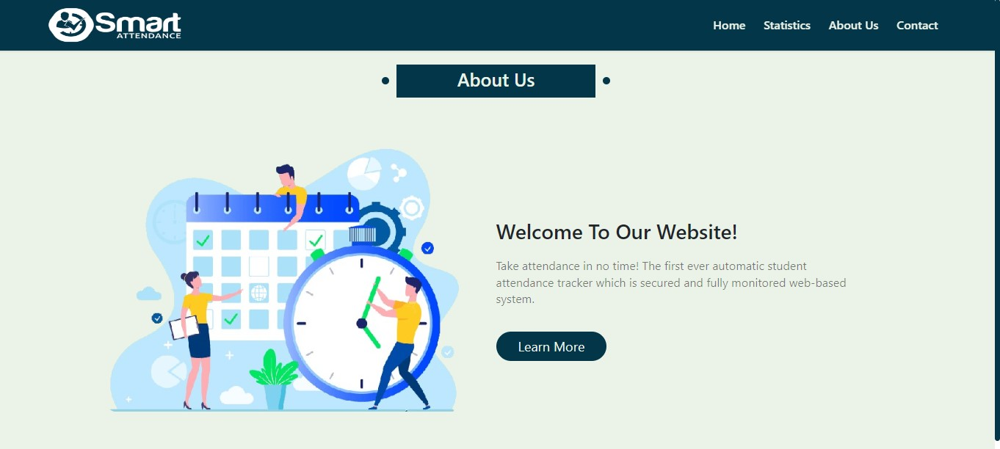 Smart
ATTENDANCE
Home Statistics About Us Contact
About Us
Welcome To Our Website!
Take attendance in no time! The first ever automatic student
attendance tracker which is secured and fully monitored web-based
system.
Learn More